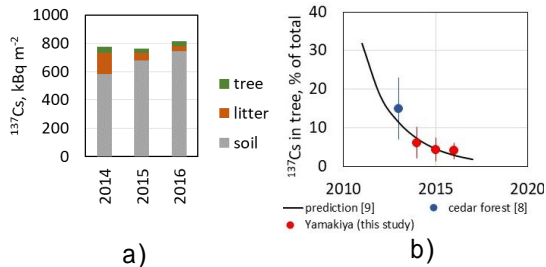 1000
800
600
400
200
0
¹³⁷Cs, kBq m⁻²
2014
2015
2016
tree
litter
soil
a)
40
30
20
10
0
¹³⁷Cs in tree, % of total
2010
2015
2020
prediction [9]
cedar forest [8]
Yamakiya (this study)
b)